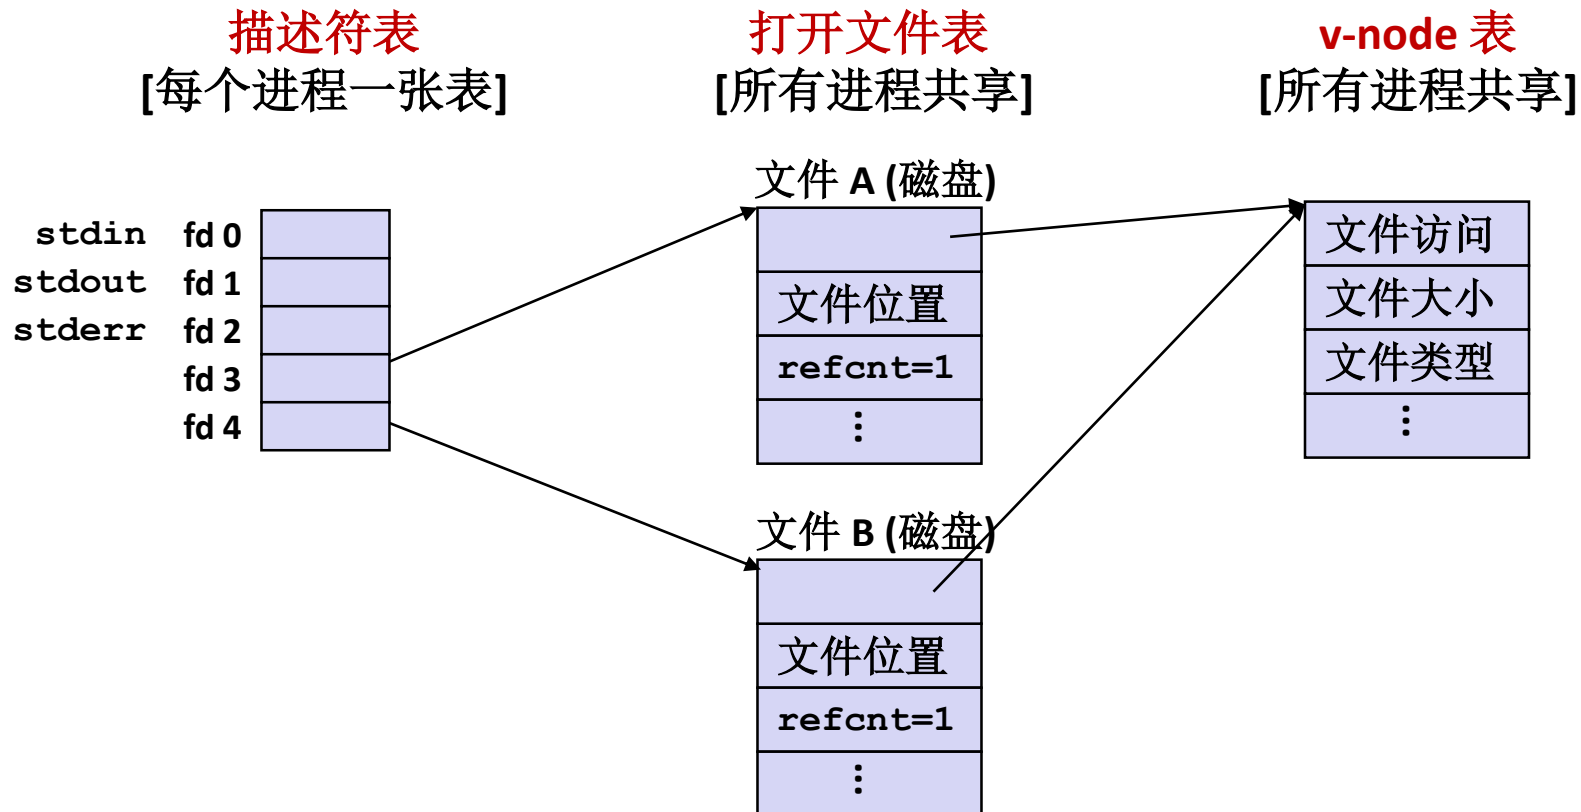 描述符表
[每个进程一张表]
打开文件表
[所有进程共享]
v-node 表
[所有进程共享]
stdin fd 0
stdout fd 1
stderr fd 2
fd 3
fd 4
文件 A (磁盘)
文件位置
refcnt=1
⋮
文件 B (磁盘)
文件位置
refcnt=1
⋮
文件访问
文件大小
文件类型
⋮